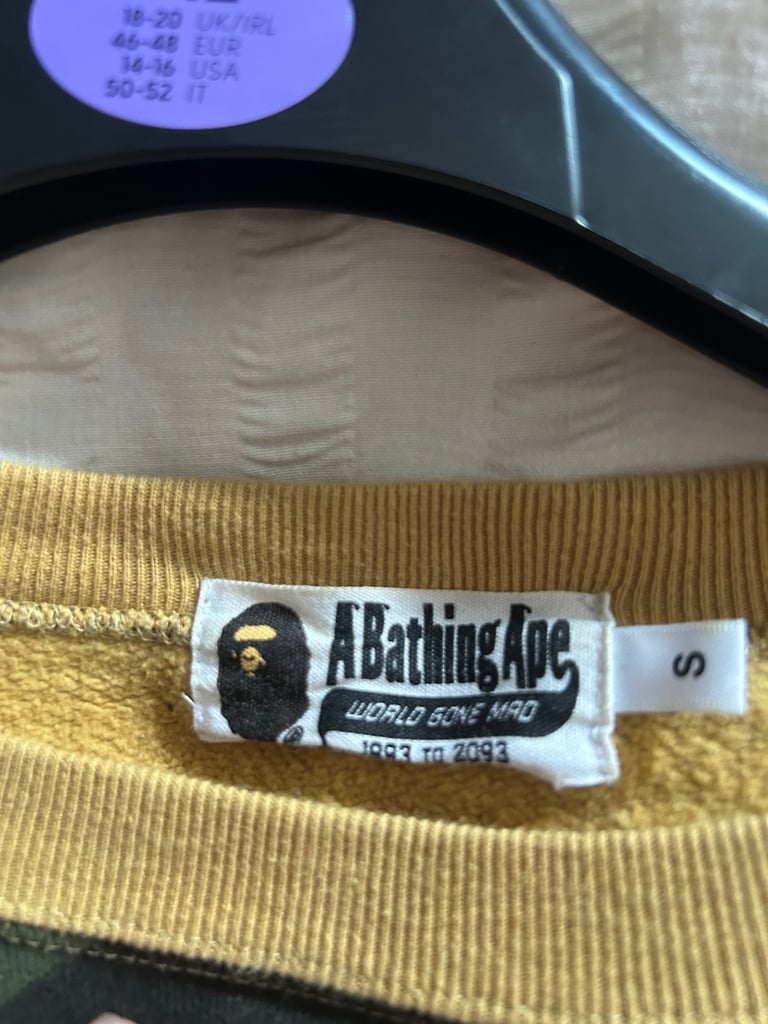 18-20 UK/IRL
46-48 EUR
14-16 USA
50-52 IT
A Bathing Ape
WORLD GONE MAD
®
1993 TO 2093
S